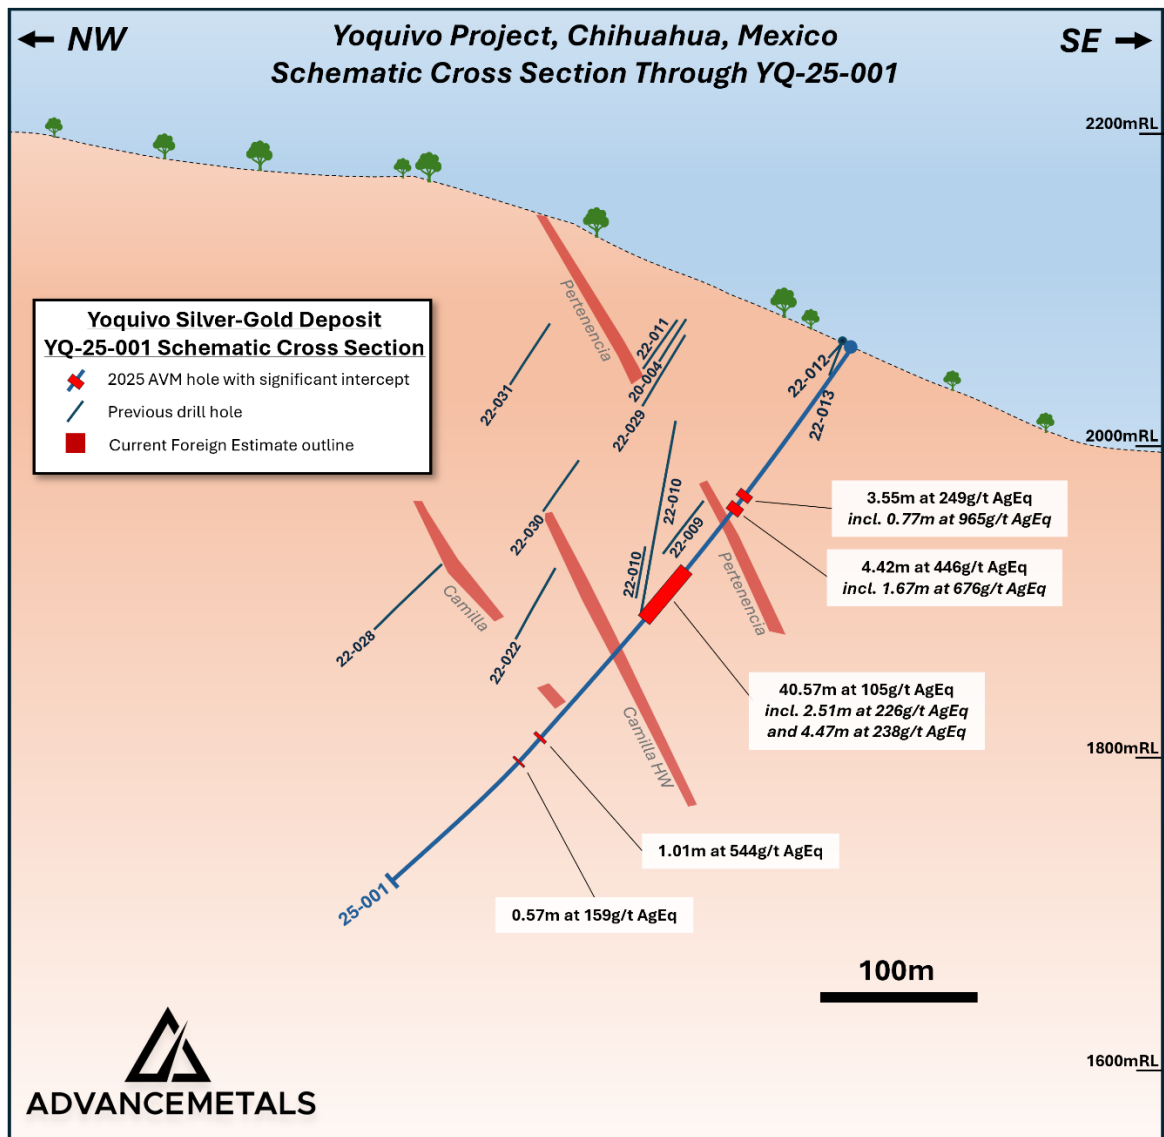 NW
Yoquivo Project, Chihuahua, Mexico
SE
Schematic Cross Section Through YQ-25-001
2200mRL
Pertenencia
22-011
20-004
22-029
22-031
22-012
22-013
2000mRL
Yoquivo Silver-Gold Deposit
YQ-25-001 Schematic Cross Section
2025 AVM hole with significant intercept
Previous drill hole
Current Foreign Estimate outline
3.55m at 249g/t AgEq
incl. 0.77m at 965g/t AgEq
4.42m at 446g/t AgEq
incl. 1.67m at 676g/t AgEq
22-030
22-010
22-009
22-010
Pertenencia
Camilla
22-028
22-022
40.57m at 105g/t AgEq
incl. 2.51m at 226g/t AgEq
and 4.47m at 238g/t AgEq
Camilla HW
1800mRL
1.01m at 544g/t AgEq
25-001
0.57m at 159g/t AgEq
100m
1600mRL
ADVANCEMETALS